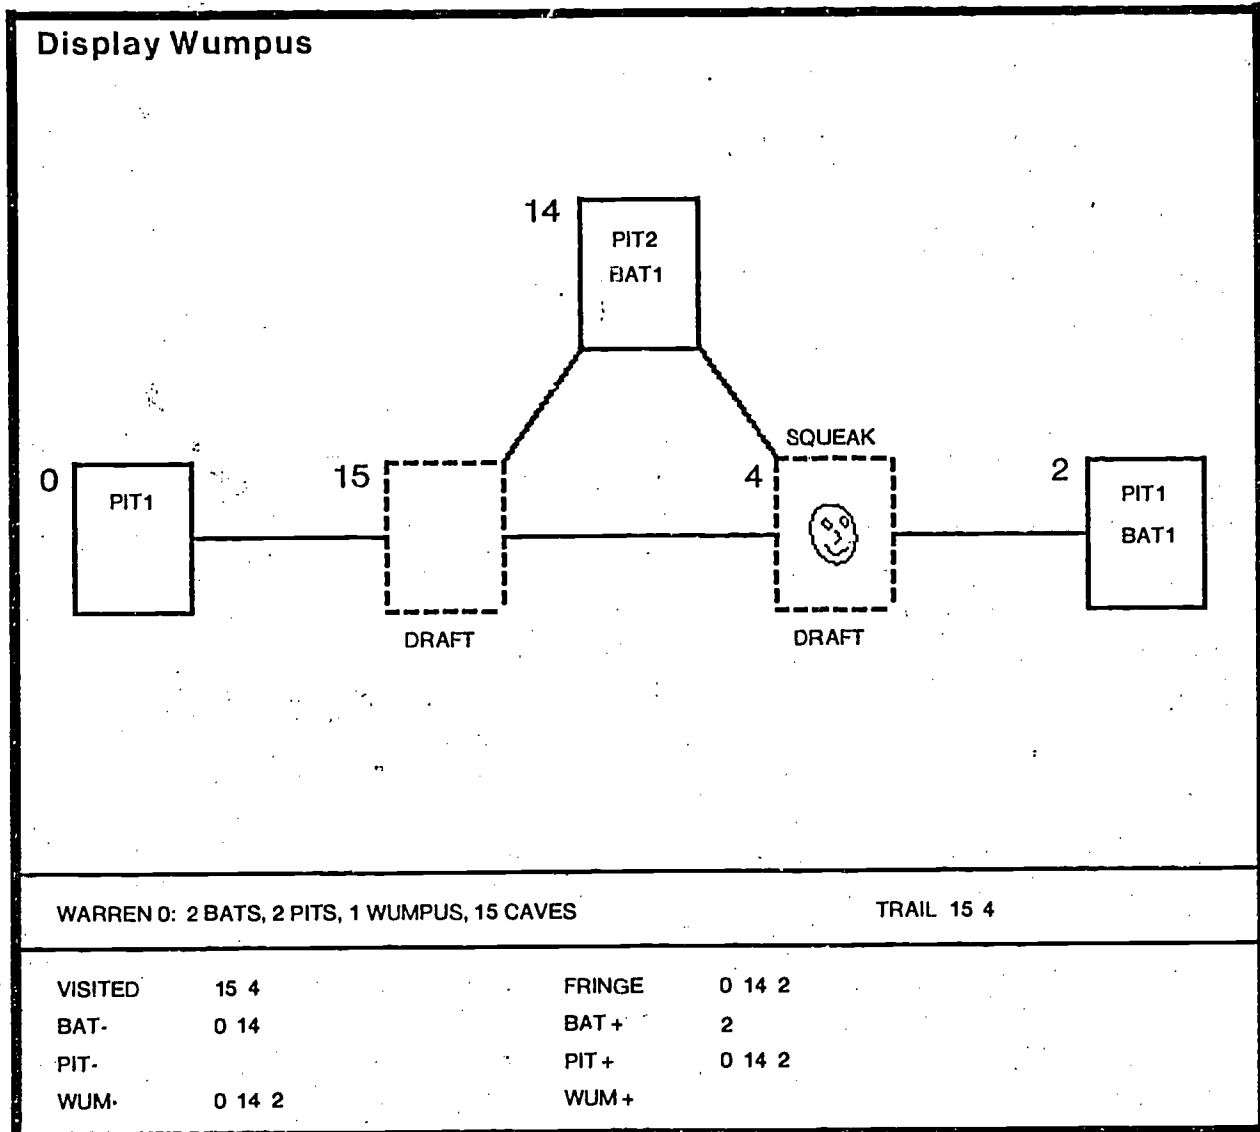 Display Wumpus
14
PIT2
BAT1
SQUEAK
0
PIT1
15
4
2
PIT1
BAT1
DRAFT
DRAFT
WARREN 0: 2 BATS, 2 PITS, 1 WUMPUS, 15 CAVES TRAIL 15 4
VISITED 15 4 FRINGE 0 14 2
BAT- 0 14 BAT + 2
PIT- PIT + 0 14 2
WUM- 0 14 2 WUM +